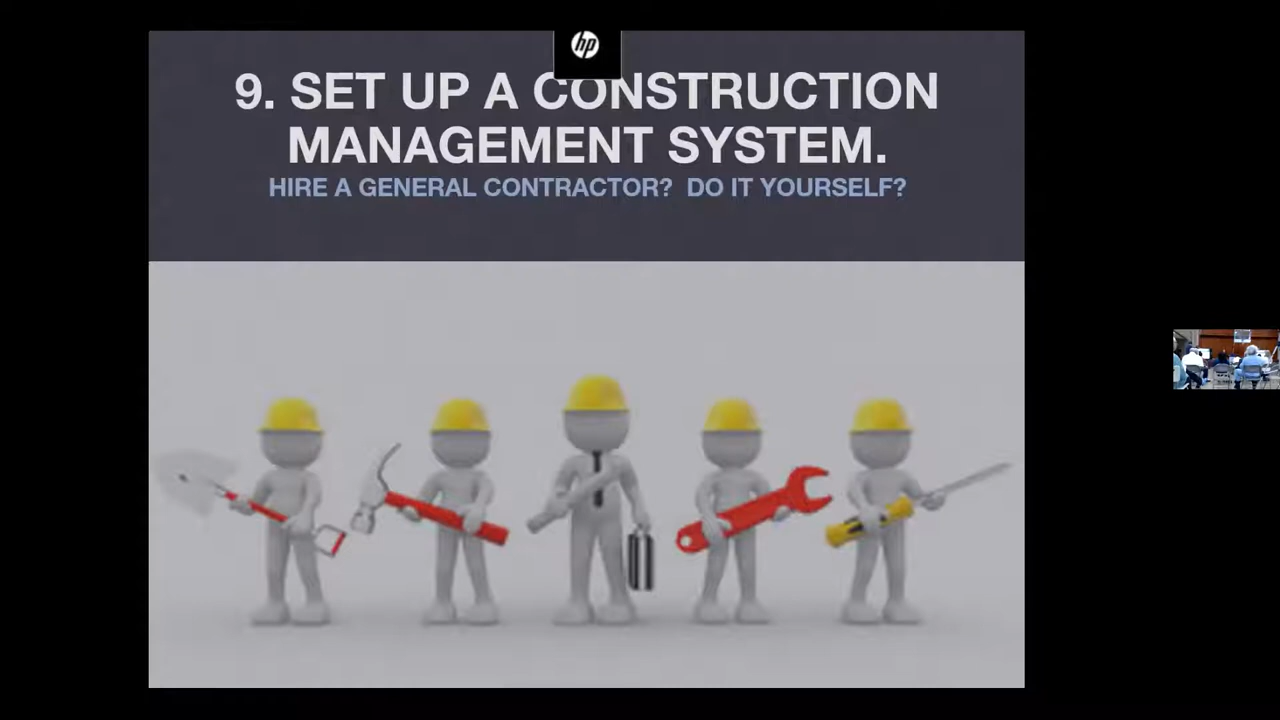 hp
9. SET UP A CONSTRUCTION
MANAGEMENT SYSTEM.
HIRE A GENERAL CONTRACTOR?  DO IT YOURSELF?